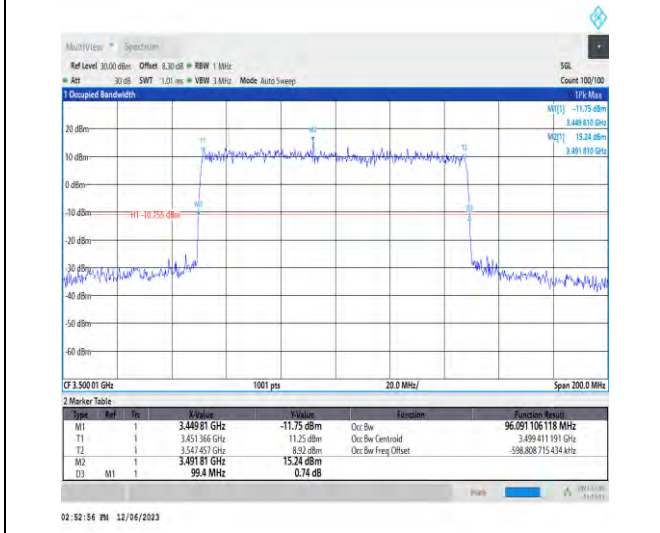 MultiView Spectrum
Ref Level 30.00 dBm Offset 8.30 dB RBW 1 MHz SGL
Att 30 dB SWT 1.01 ms VBW 3 MHz Mode Auto Sweep Count 100/100
1 Occupied Bandwidth 1Pk Max
M1[1] -11.75 dBm
3.449 810 GHz
M2[1] 15.24 dBm
3.491 810 GHz
20 dBm
10 dBm
0 dBm
-10 dBm
H1 -10.755 dBm
-20 dBm
-30 dBm
-40 dBm
-50 dBm
-60 dBm
T1
M2
T2
M1
D3
CF 3.500 01 GHz 1001 pts 20.0 MHz/ Span 200.0 MHz
2 Marker Table
Type Ref Trc X-Value Y-Value Function Function Result
M1 1 3.449 81 GHz -11.75 dBm Occ Bw 96.091 106 118 MHz
T1 1 3.451 366 GHz 11.25 dBm Occ Bw Centroid 3.499 411 191 GHz
T2 1 3.547 457 GHz 8.92 dBm Occ Bw Freq Offset -598.808 715 434 kHz
M2 1 3.491 81 GHz 15.24 dBm
D3 M1 1 99.4 MHz 0.74 dB
Ready
02:52:56 PM 12/06/2023